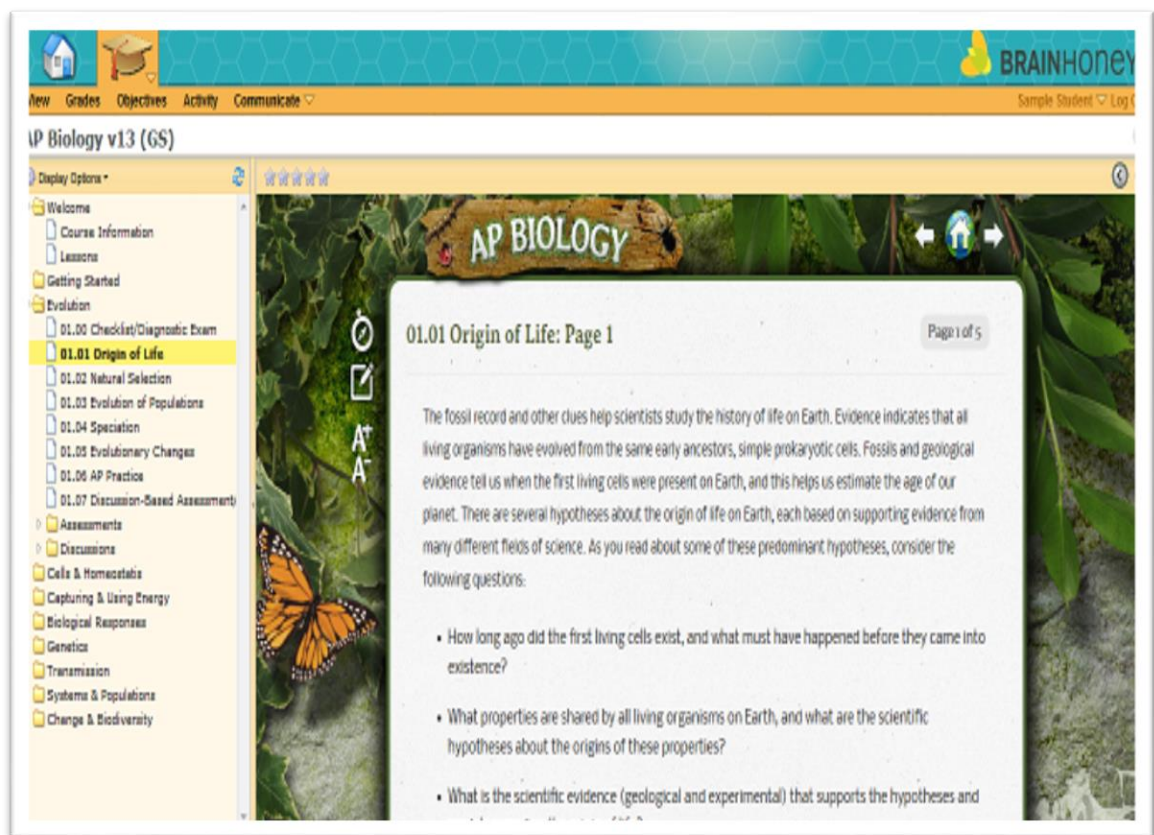 BRAINHONEY
View Grades Objectives Activity Communicate
Sample Student Log
AP Biology v13 (GS)
Display Options
Welcome
Course Information
Lessons
Getting Started
Evolution
01.00 Checklist/Diagnostic Exam
01.01 Origin of Life
01.02 Natural Selection
01.03 Evolution of Populations
01.04 Speciation
01.05 Evolutionary Changes
01.06 AP Practice
01.07 Discussion-Based Assessment
Assessments
Discussions
Cells & Homeostatis
Capturing & Using Energy
Biological Responses
Genetics
Transmission
Systems & Populations
Change & Biodiversity
AP BIOLOGY
A+
A-
01.01 Origin of Life: Page 1
Page 1 of 5
The fossil record and other clues help scientists study the history of life on Earth. Evidence indicates that all
living organisms have evolved from the same early ancestors, simple prokaryotic cells. Fossils and geological
evidence tell us when the first living cells were present on Earth, and this helps us estimate the age of our
planet. There are several hypotheses about the origin of life on Earth, each based on supporting evidence from
many different fields of science. As you read about some of these predominant hypotheses, consider the
following questions:
• How long ago did the first living cells exist, and what must have happened before they came into
existence?
• What properties are shared by all living organisms on Earth, and what are the scientific
hypotheses about the origins of these properties?
• What is the scientific evidence (geological and experimental) that supports the hypotheses and